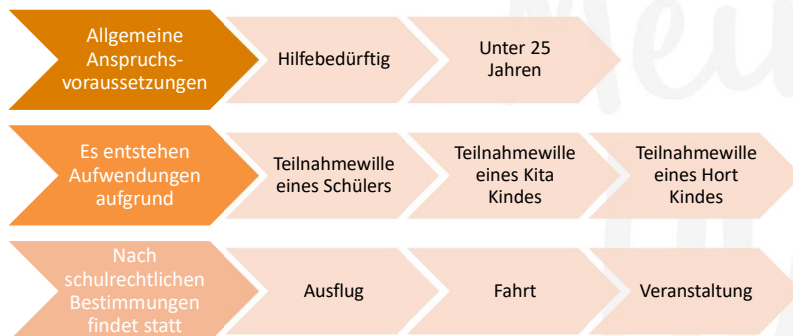 Allgemeine
Anspruchs-
voraussetzungen
Hilfebedürftig
Unter 25
Jahren
Es entstehen
Aufwendungen
aufgrund
Teilnahmewille
eines Schülers
Teilnahmewille
eines Kita
Kindes
Teilnahmewille
eines Hort
Kindes
Nach
schulrechtlichen
Bestimmungen
findet statt
Ausflug
Fahrt
Veranstaltung